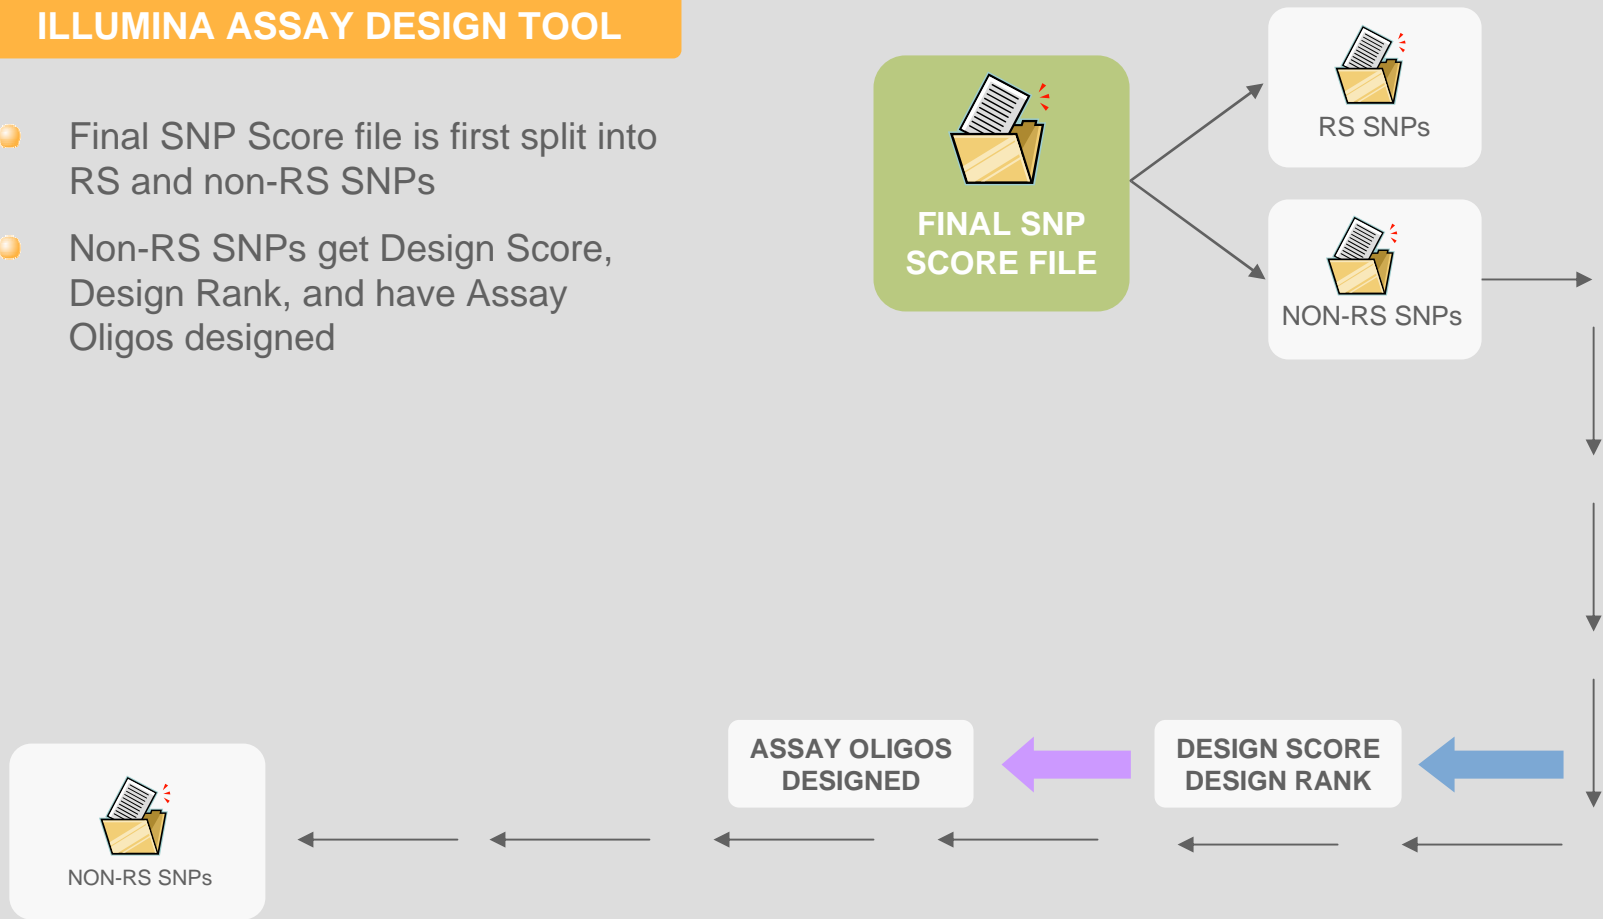 ILLUMINA ASSAY DESIGN TOOL
Final SNP Score file is first split into
RS and non-RS SNPs
Non-RS SNPs get Design Score,
Design Rank, and have Assay
Oligos designed
FINAL SNP
SCORE FILE
RS SNPs
NON-RS SNPs
ASSAY OLIGOS
DESIGNED
DESIGN SCORE
DESIGN RANK
NON-RS SNPs